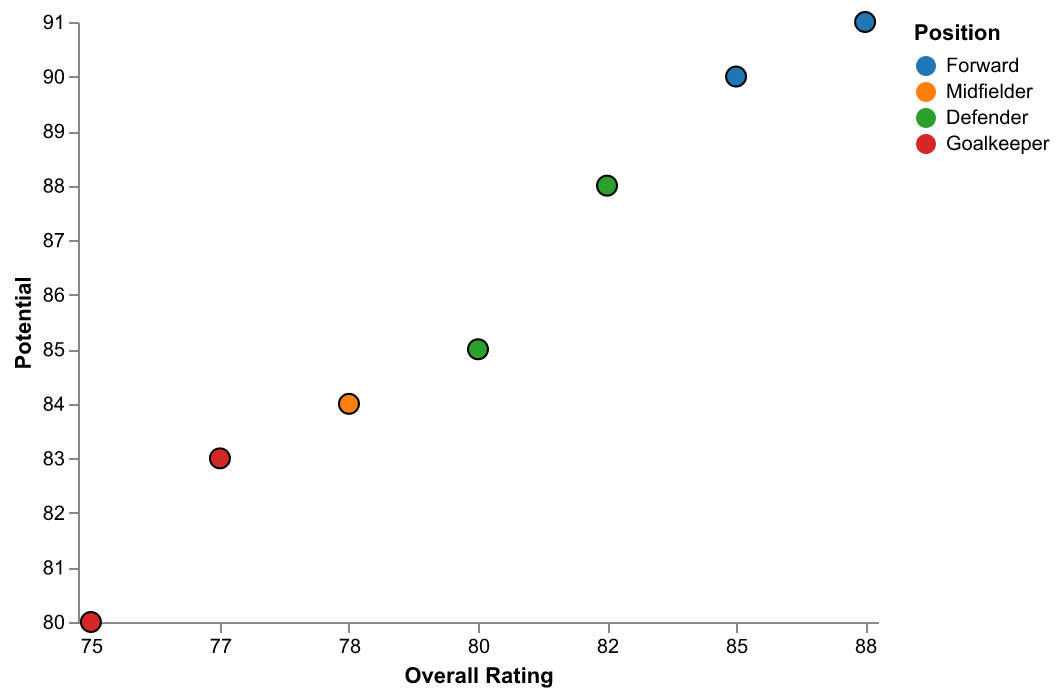 91
90
89
88
87
86
85
84
83
82
81
80
Potential
75 77 78 80 82 85 88
Overall Rating
Position
Forward
Midfielder
Defender
Goalkeeper